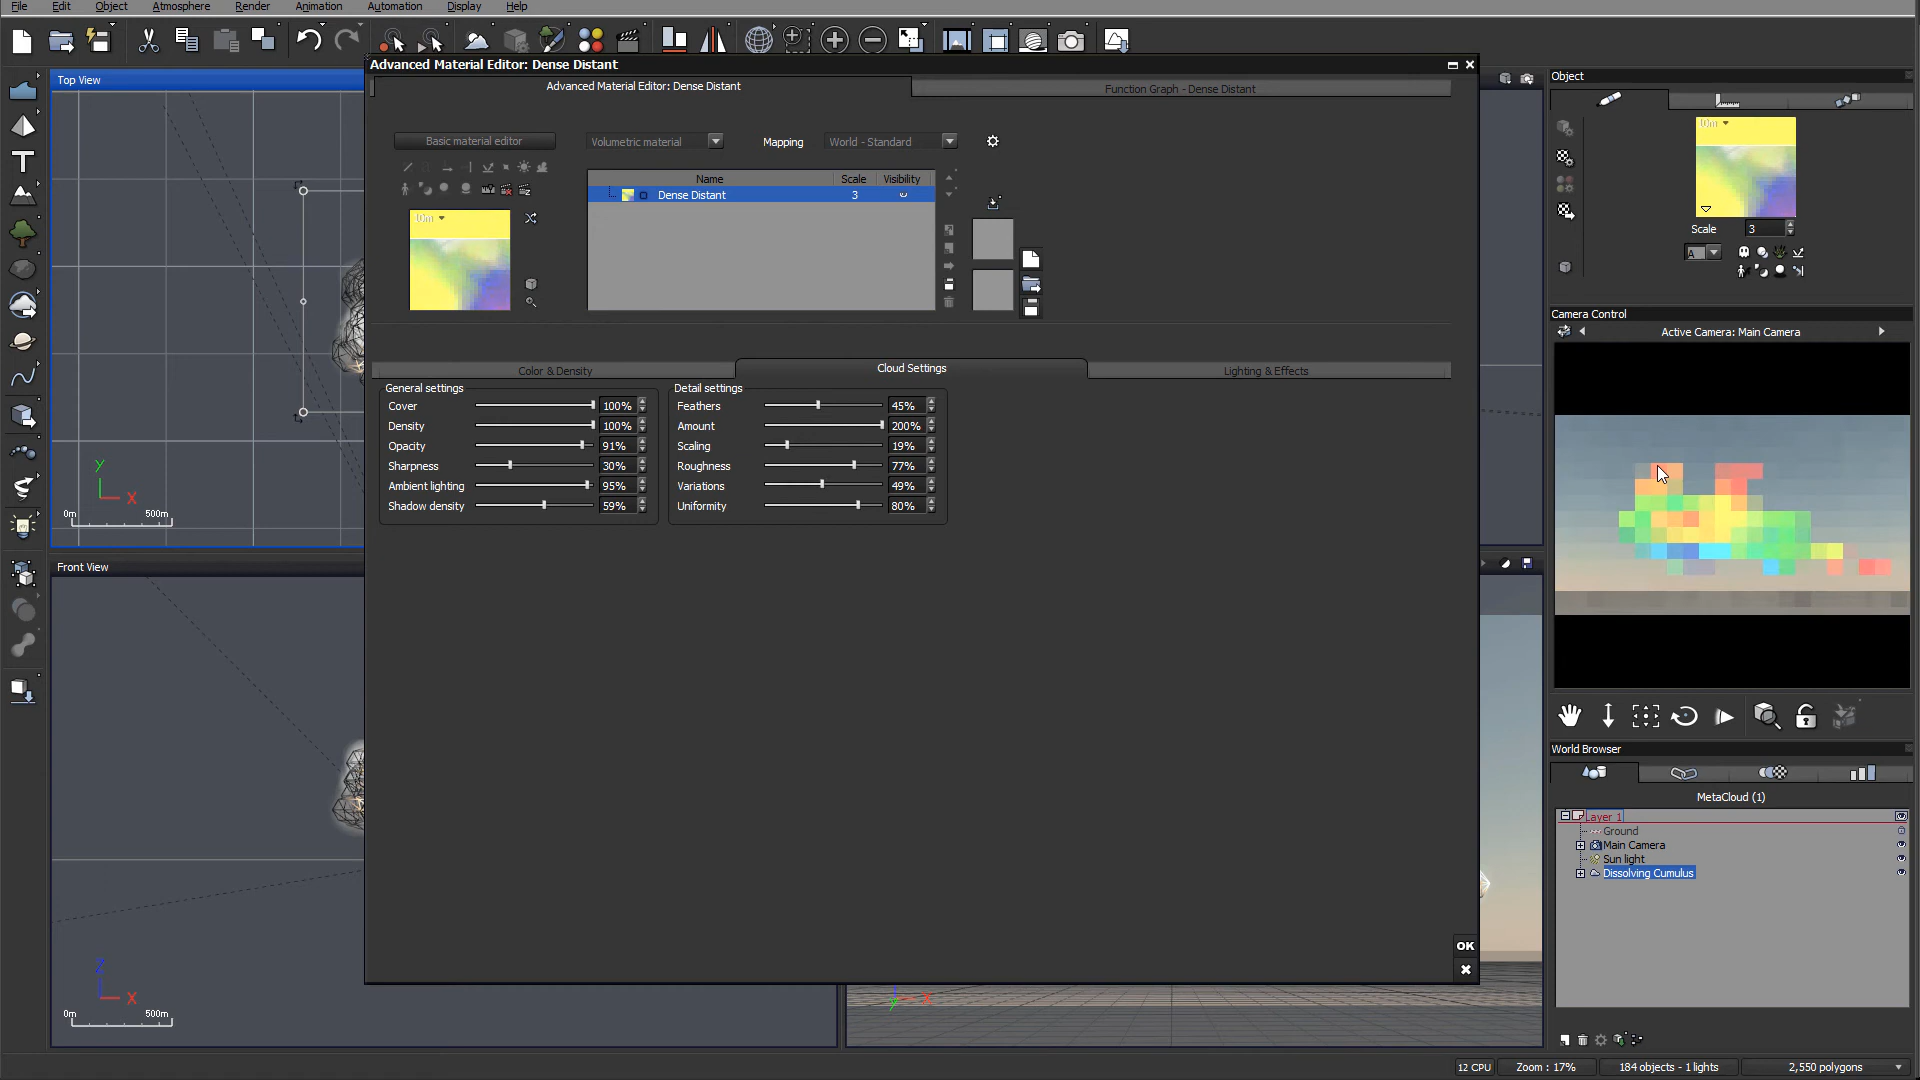 File Edit Object Atmosphere Render Animation Automation Display Help
Top View
Advanced Material Editor: Dense Distant
Advanced Material Editor: Dense Distant
Function Graph - Dense Distant
Basic material editor
Volumetric material
Mapping
World - Standard
Name Scale Visibility
Dense Distant 3
10m
Color & Density
Cloud Settings
Lighting & Effects
General settings
Cover 100%
Density 100%
Opacity 91%
Sharpness 30%
Ambient lighting 95%
Shadow density 59%
Detail settings
Feathers 45%
Amount 200%
Scaling 19%
Roughness 77%
Variations 49%
Uniformity 80%
OK
Y
X
0m 500m
Front View
Z
X
0m 500m
y
X
Object
10m
Scale 3
A
Camera Control
Active Camera: Main Camera
World Browser
MetaCloud (1)
Layer 1
Ground
Main Camera
Sun light
Dissolving Cumulus
12 CPU Zoom : 17% 184 objects - 1 lights 2,550 polygons